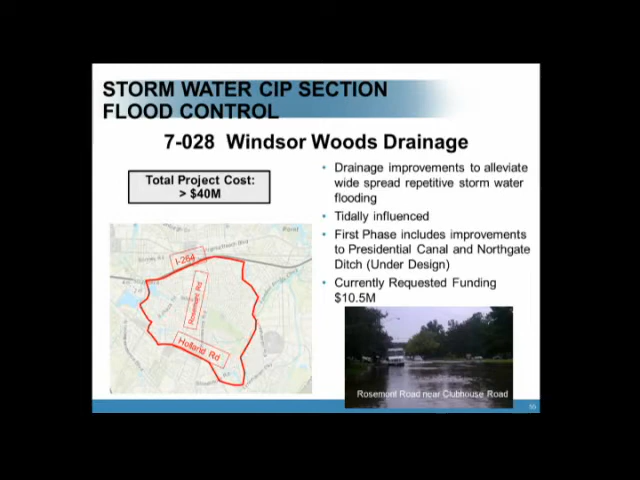 STORM WATER CIP SECTION
FLOOD CONTROL
7-028 Windsor Woods Drainage
Total Project Cost:
> $40M
• Drainage improvements to alleviate
wide spread repetitive storm water
flooding
• Tidally influenced
• First Phase includes improvements
to Presidential Canal and Northgate
Ditch (Under Design)
• Currently Requested Funding
$10.5M
I-264
Rosemont Rd
Holland Rd
Rosemont Road near Clubhouse Road